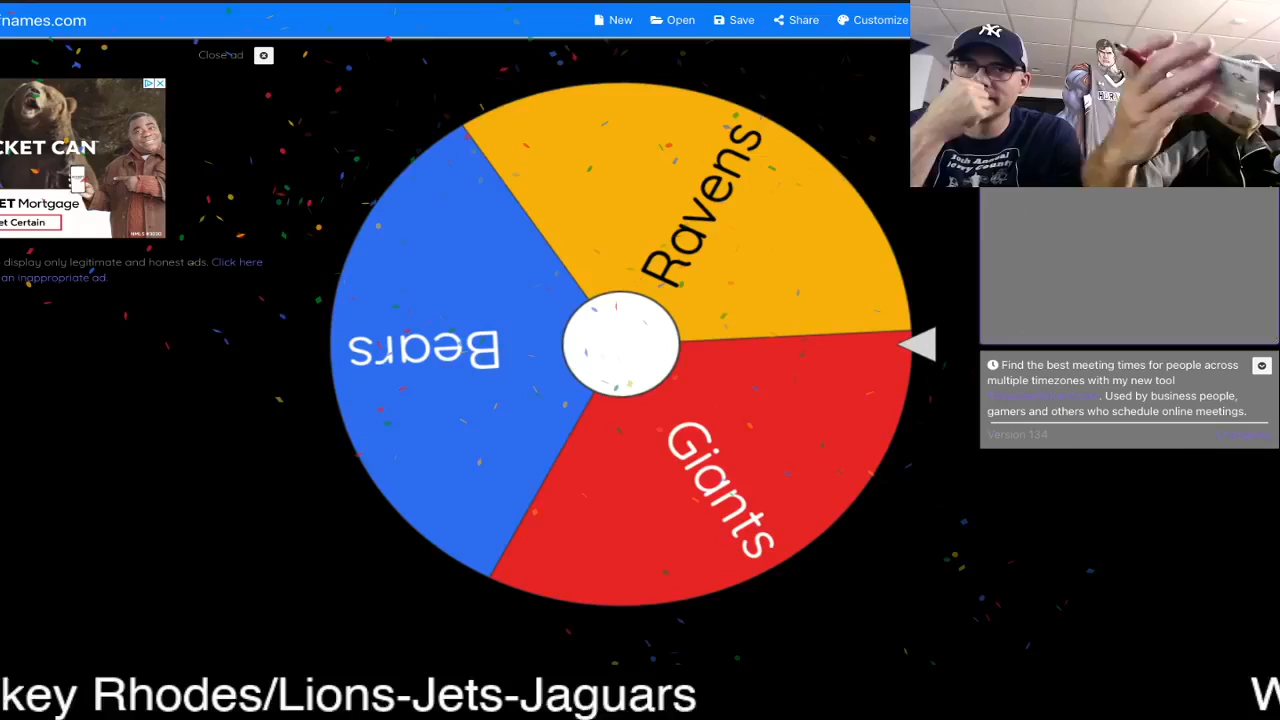 fnames.com
New Open Save Share Customize
Close ad
CKET CAN
ET Mortgage
et Certain
display only legitimate and honest ads. Click here
an inappropriate ad.
Ravens
Bears
Giants
Find the best meeting times for people across
multiple timezones with my new tool
. Used by business people,
gamers and others who schedule online meetings.
Version 134
key Rhodes/Lions-Jets-Jaguars
W